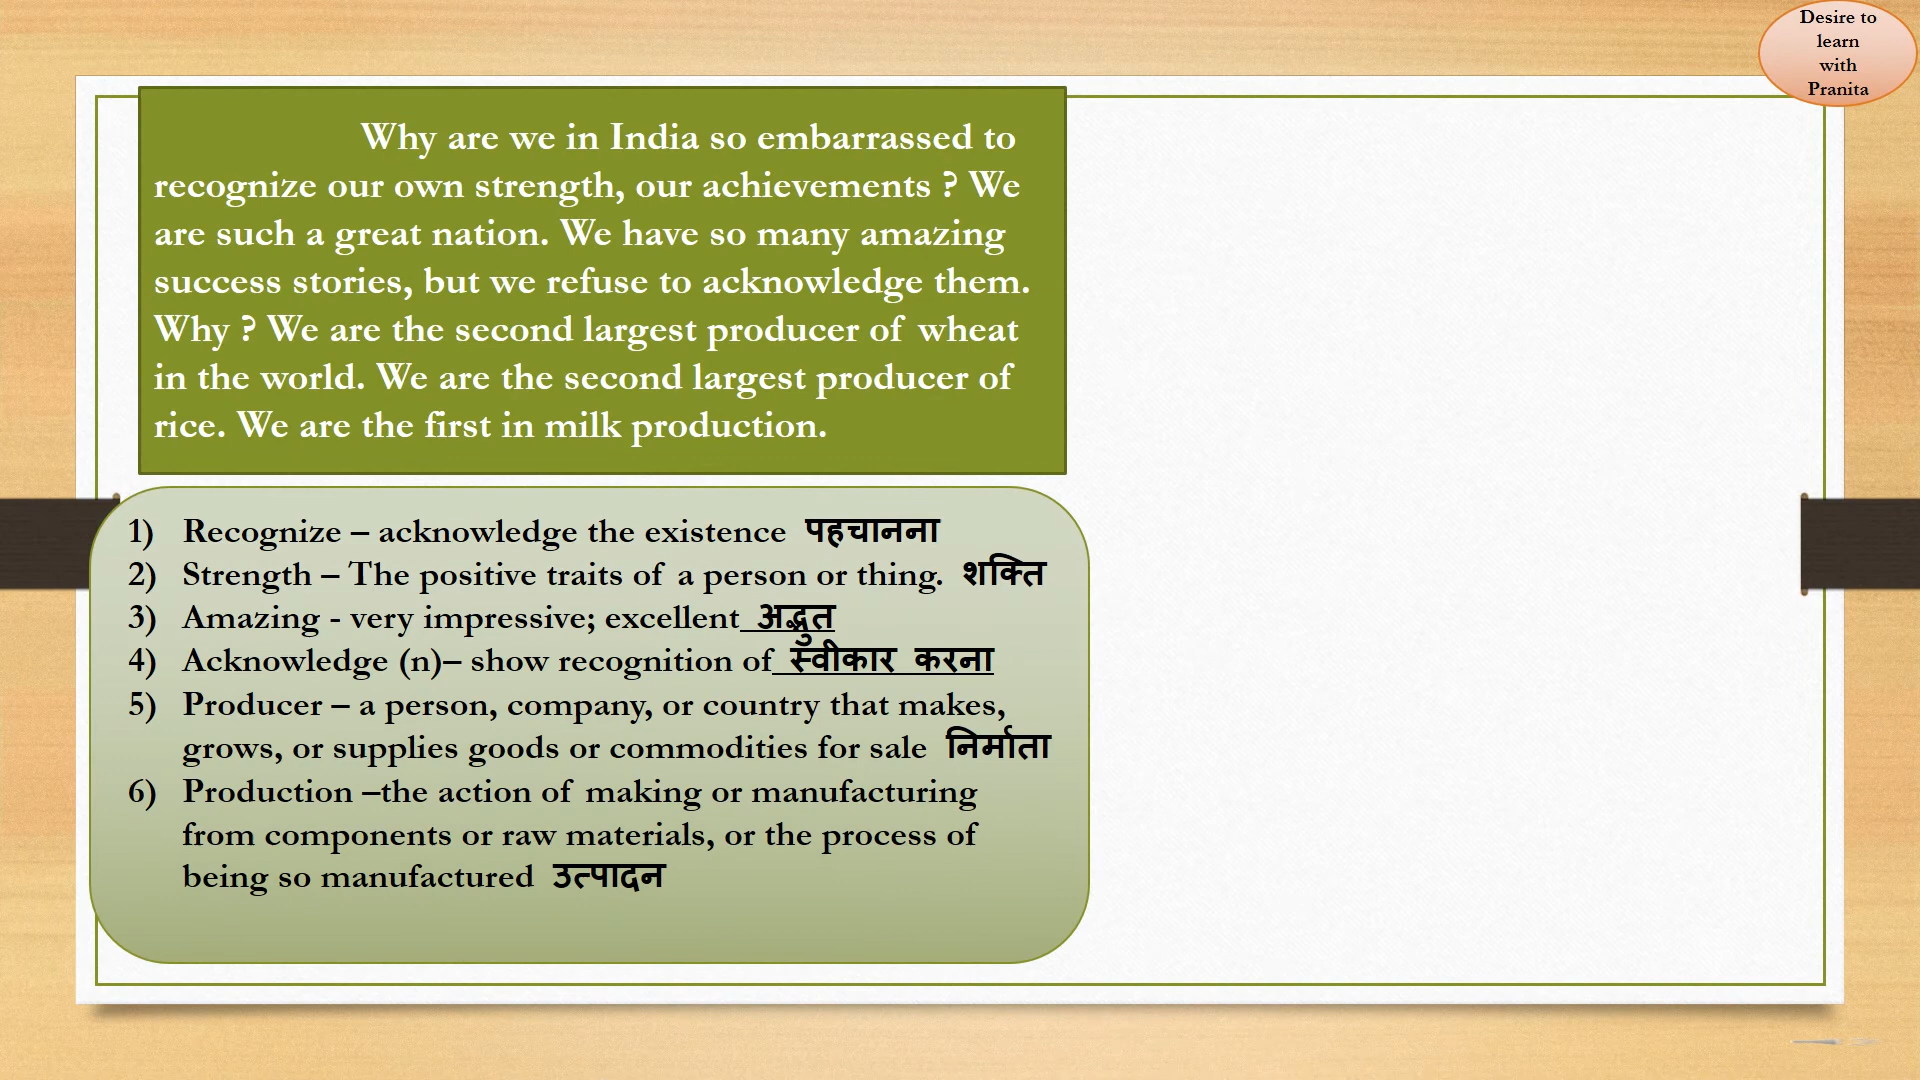 Desire to
learn
with
Pranita
Why are we in India so embarrassed to
recognize our own strength, our achievements ? We
are such a great nation. We have so many amazing
success stories, but we refuse to acknowledge them.
Why ? We are the second largest producer of wheat
in the world. We are the second largest producer of
rice. We are the first in milk production.
1) Recognize – acknowledge the existence पहचानना
2) Strength – The positive traits of a person or thing. शक्ति
3) Amazing - very impressive; excellent अद्भुत
4) Acknowledge (n)– show recognition of स्वीकार करना
5) Producer – a person, company, or country that makes,
grows, or supplies goods or commodities for sale निर्माता
6) Production –the action of making or manufacturing
from components or raw materials, or the process of
being so manufactured उत्पादन